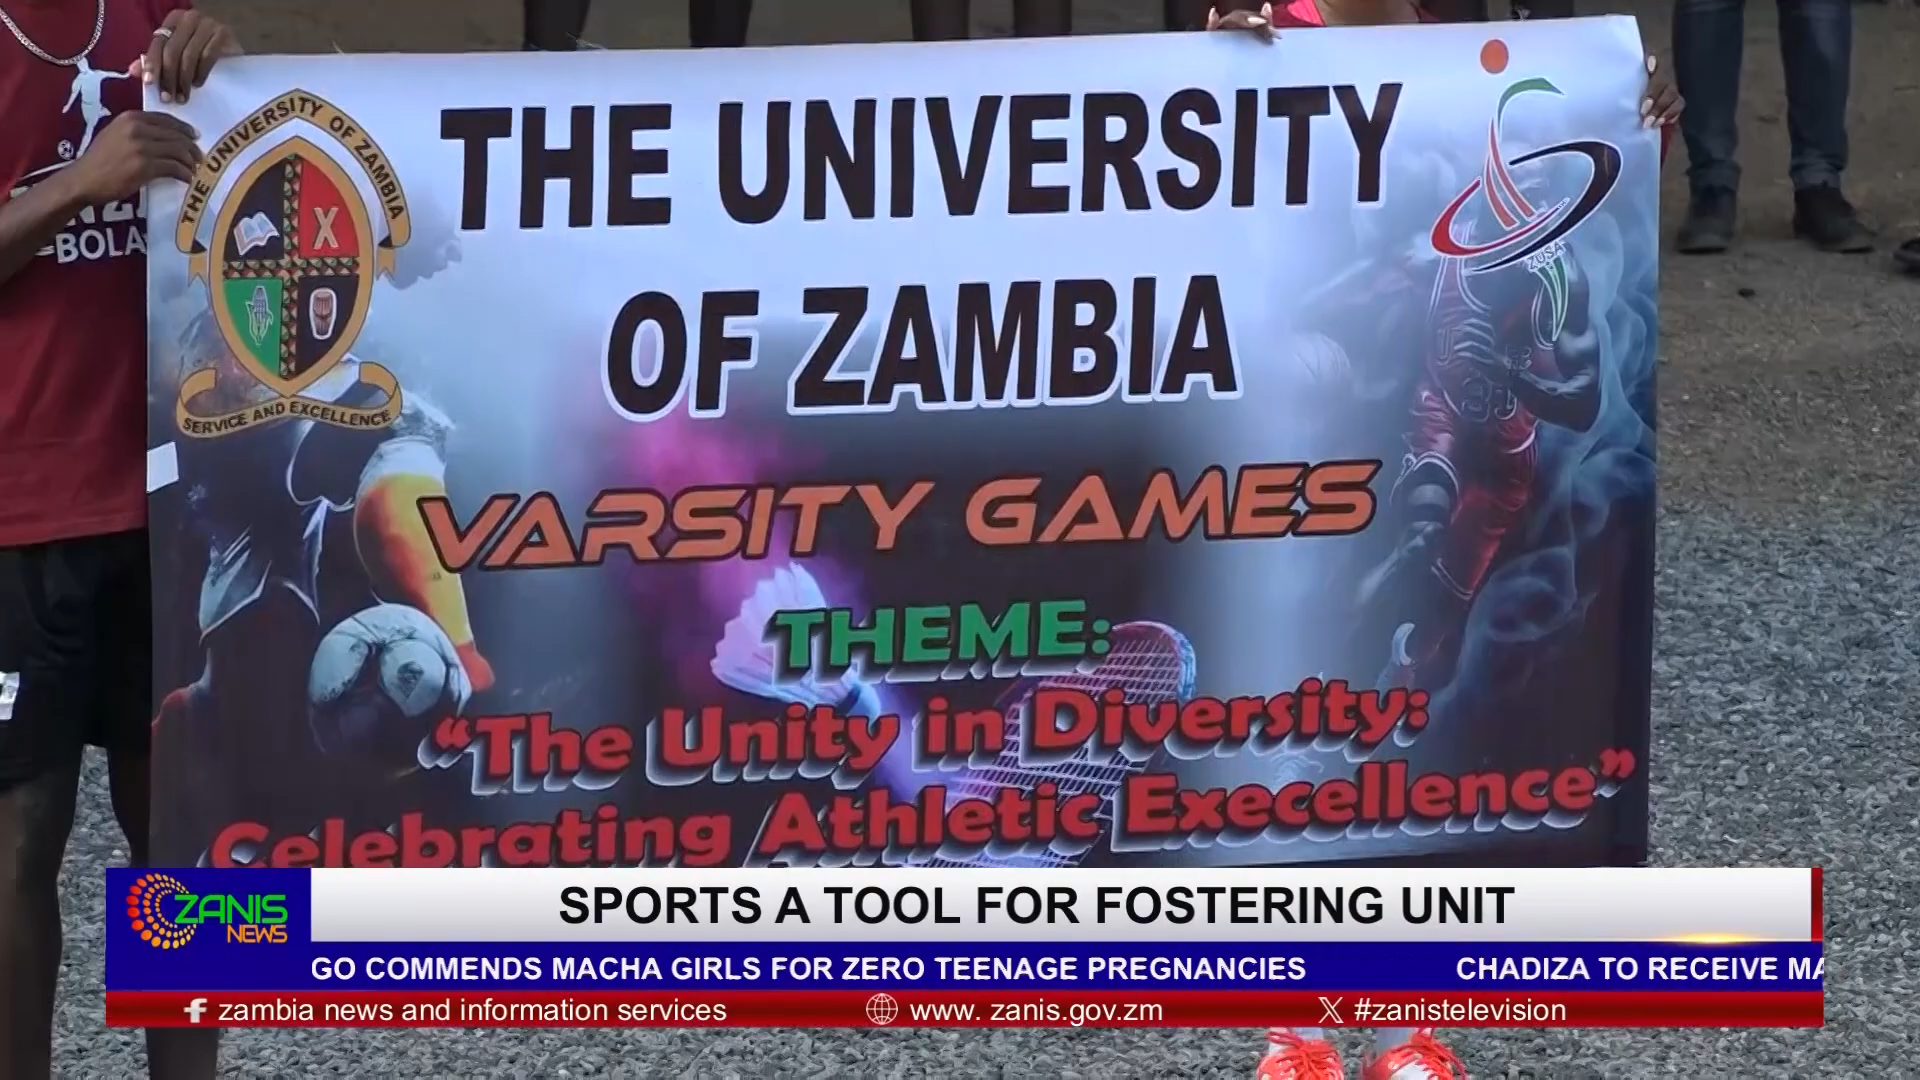 THE UNIVERSITY OF ZAMBIA
SERVICE AND EXCELLENCE
THE UNIVERSITY
OF ZAMBIA
ZUSA
VARSITY GAMES
THEME:
"The Unity in Diversity:
Celebrating Athletic Execellence"
BOLA
ZANIS
NEWS
SPORTS A TOOL FOR FOSTERING UNIT
GO COMMENDS MACHA GIRLS FOR ZERO TEENAGE PREGNANCIES CHADIZA TO RECEIVE MA
zambia news and information services www. zanis.gov.zm #zanistelevision